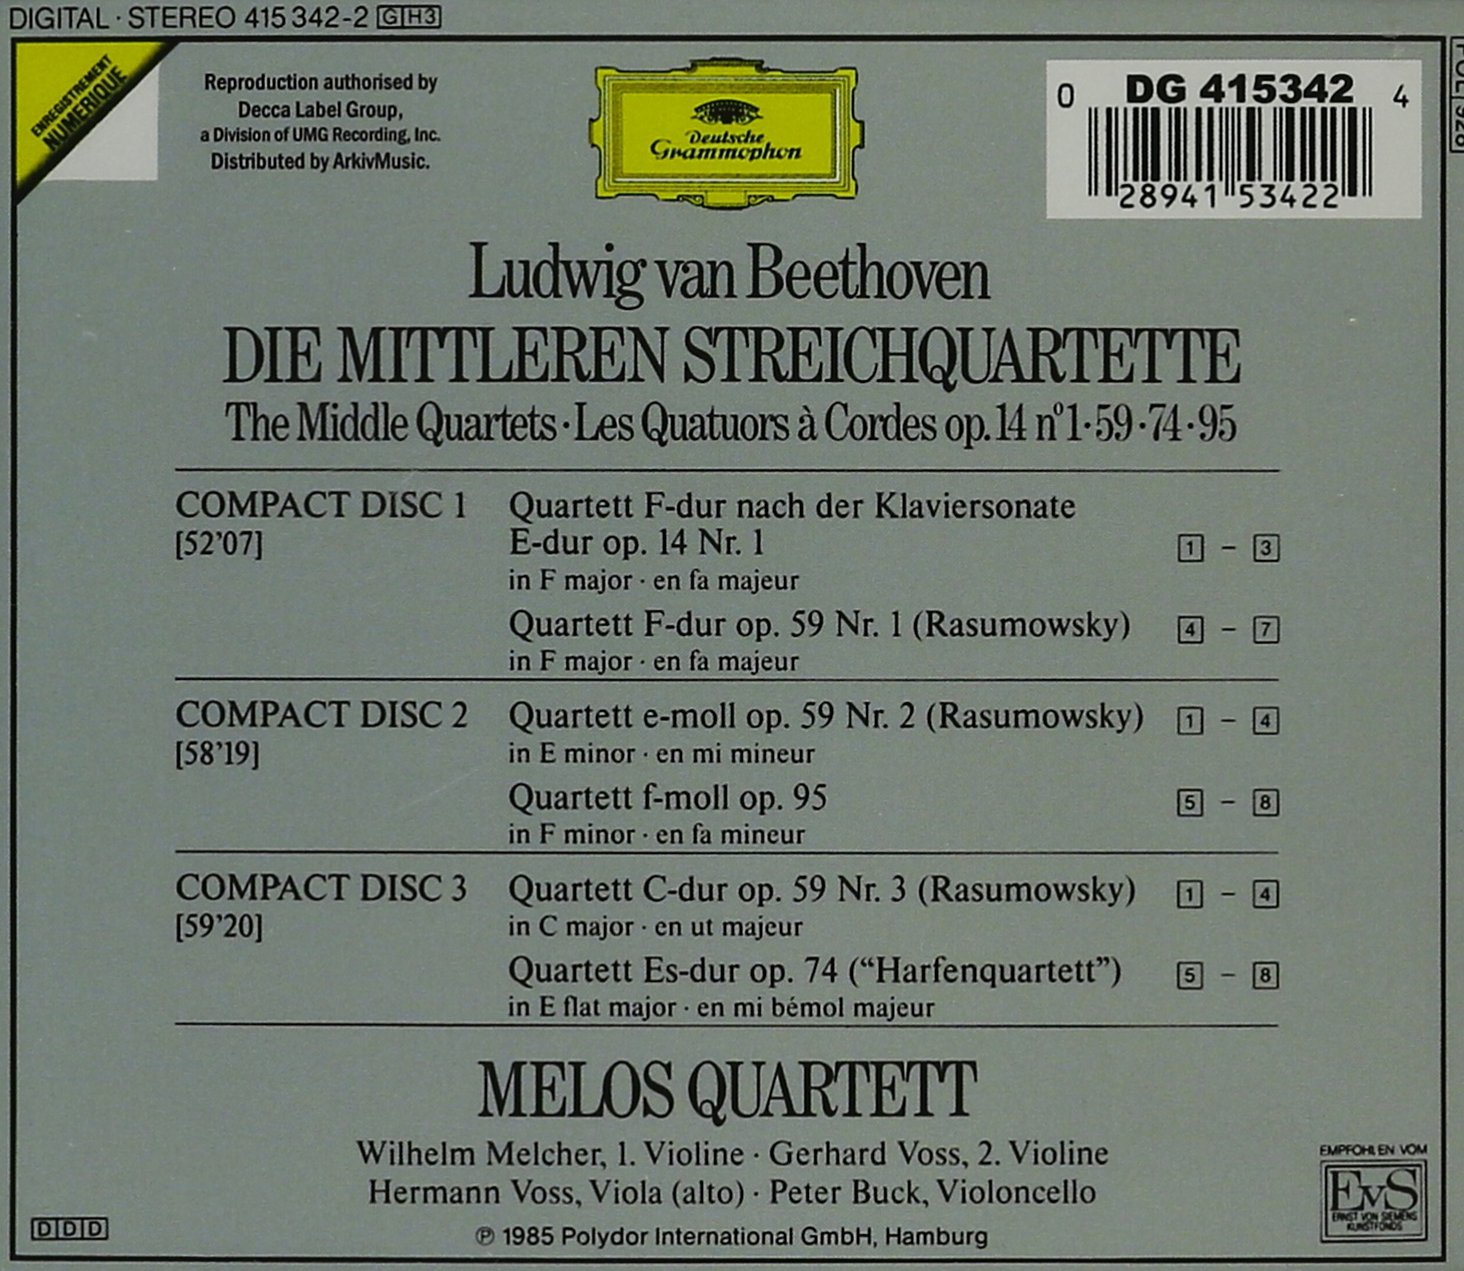 DIGITAL · STEREO 415 342-2 GH3
ENREGISTREMENT
NUMERIQUE
Reproduction authorised by
Decca Label Group,
a Division of UMG Recording, Inc.
Distributed by ArkivMusic.
Deutsche
Grammophon
0 DG 415342 4
28941 53422
Ludwig van Beethoven
DIE MITTLEREN STREICHQUARTETTE
The Middle Quartets · Les Quatuors à Cordes op. 14 nº 1 · 59 · 74 · 95
COMPACT DISC 1 Quartett F-dur nach der Klaviersonate
[52'07] E-dur op. 14 Nr. 1 1 – 3
in F major · en fa majeur
Quartett F-dur op. 59 Nr. 1 (Rasumowsky) 4 – 7
in F major · en fa majeur
COMPACT DISC 2 Quartett e-moll op. 59 Nr. 2 (Rasumowsky) 1 – 4
[58'19] in E minor · en mi mineur
Quartett f-moll op. 95 5 – 8
in F minor · en fa mineur
COMPACT DISC 3 Quartett C-dur op. 59 Nr. 3 (Rasumowsky) 1 – 4
[59'20] in C major · en ut majeur
Quartett Es-dur op. 74 (“Harfenquartett”) 5 – 8
in E flat major · en mi bémol majeur
MELOS QUARTETT
Wilhelm Melcher, 1. Violine · Gerhard Voss, 2. Violine
Hermann Voss, Viola (alto) · Peter Buck, Violoncello
℗ 1985 Polydor International GmbH, Hamburg
DDD
EMPFOHLEN VOM
EvS
ERNST VON SIEMENS
KUNSTFONDS